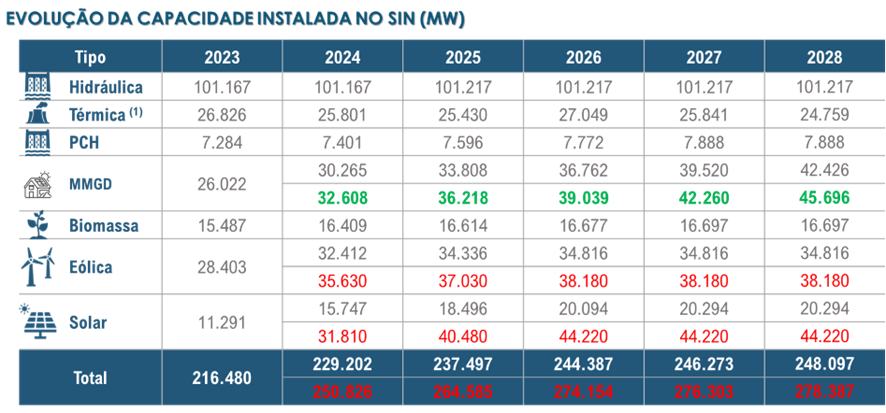 EVOLUÇÃO DA CAPACIDADE INSTALADA NO SIN (MW)
Tipo 2023 2024 2025 2026 2027 2028
Hidráulica 101.167 101.167 101.217 101.217 101.217 101.217
Térmica (1) 26.826 25.801 25.430 27.049 25.841 24.759
PCH 7.284 7.401 7.596 7.772 7.888 7.888
30.265 33.808 36.762 39.520 42.426
MMGD 26.022
32.608 36.218 39.039 42.260 45.696
Biomassa 15.487 16.409 16.614 16.677 16.697 16.697
32.412 34.336 34.816 34.816 34.816
Eólica 28.403
35.630 37.030 38.180 38.180 38.180
15.747 18.496 20.094 20.294 20.294
Solar 11.291
31.810 40.480 44.220 44.220 44.220
229.202 237.497 244.387 246.273 248.097
Total 216.480
250.826 264.585 274.154 276.303 278.387